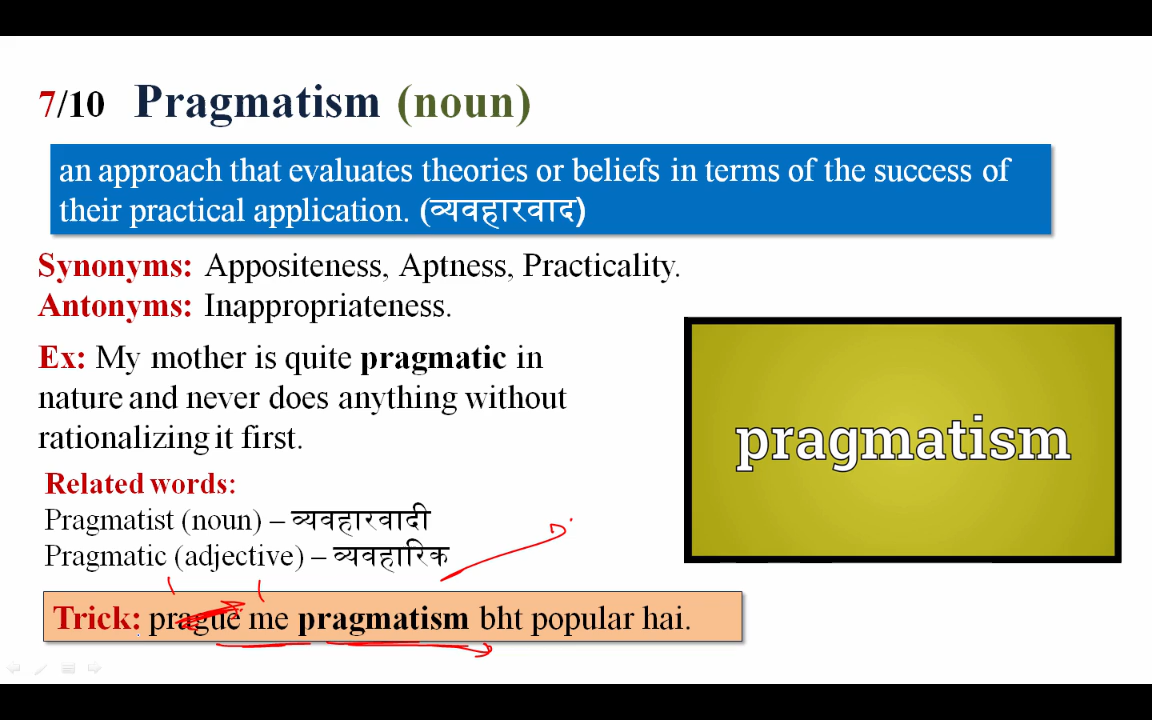 7/10 Pragmatism (noun)
an approach that evaluates theories or beliefs in terms of the success of
their practical application. (व्यवहारवाद)
Synonyms: Appositeness, Aptness, Practicality.
Antonyms: Inappropriateness.
Ex: My mother is quite pragmatic in
nature and never does anything without
rationalizing it first.
pragmatism
Related words:
Pragmatist (noun) – व्यवहारवादी
Pragmatic (adjective) – व्यवहारिक
Trick: prague me pragmatism bht popular hai.